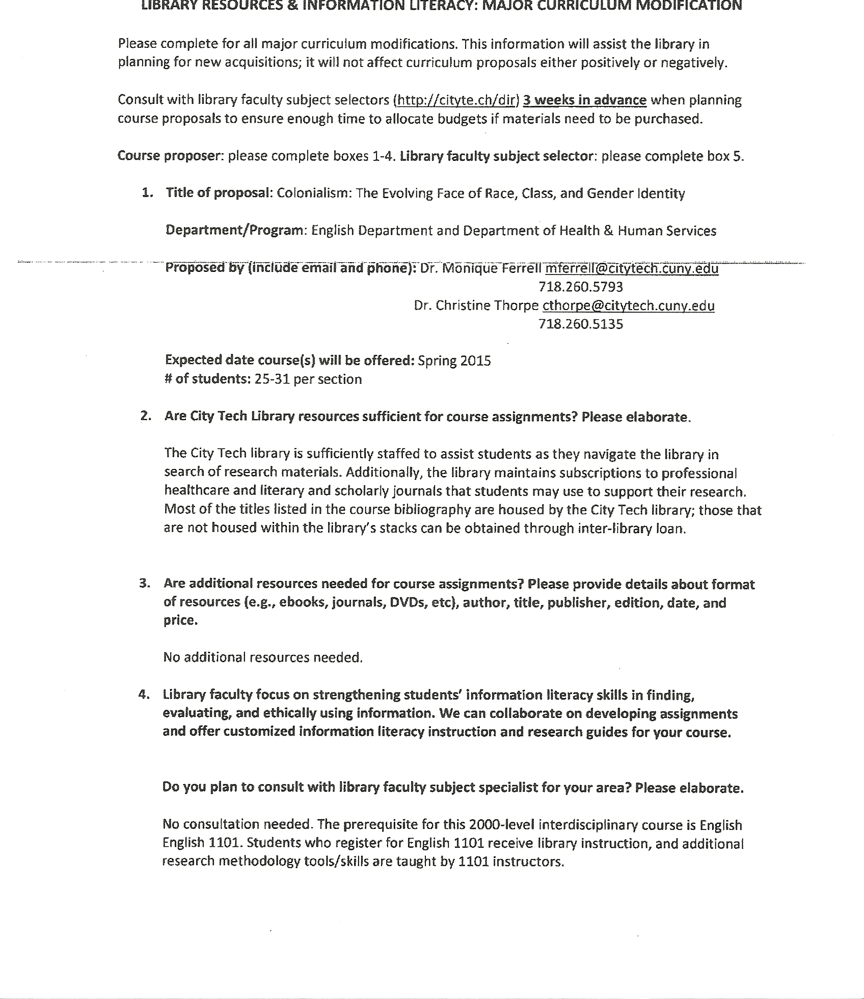 LIBRARY RESOURCES & INFORMATION LITERACY: MAJOR CURRICULUM MODIFICATION
Please complete for all major curriculum modifications. This information will assist the library in
planning for new acquisitions; it will not affect curriculum proposals either positively or negatively.
Consult with library faculty subject selectors (http://cityte.ch/dir) 3 weeks in advance when planning
course proposals to ensure enough time to allocate budgets if materials need to be purchased.
Course proposer: please complete boxes 1-4. Library faculty subject selector: please complete box 5.
1. Title of proposal: Colonialism: The Evolving Face of Race, Class, and Gender Identity
Department/Program: English Department and Department of Health & Human Services
Proposed by (include email and phone): Dr. Monique Ferrell mferrell@citytech.cuny.edu
718.260.5793
Dr. Christine Thorpe cthorpe@citytech.cuny.edu
718.260.5135
Expected date course(s) will be offered: Spring 2015
# of students: 25-31 per section
2. Are City Tech Library resources sufficient for course assignments? Please elaborate.
The City Tech library is sufficiently staffed to assist students as they navigate the library in
search of research materials. Additionally, the library maintains subscriptions to professional
healthcare and literary and scholarly journals that students may use to support their research.
Most of the titles listed in the course bibliography are housed by the City Tech library; those that
are not housed within the library's stacks can be obtained through inter-library loan.
3. Are additional resources needed for course assignments? Please provide details about format
of resources (e.g., ebooks, journals, DVDs, etc), author, title, publisher, edition, date, and
price.
No additional resources needed.
4. Library faculty focus on strengthening students' information literacy skills in finding,
evaluating, and ethically using information. We can collaborate on developing assignments
and offer customized information literacy instruction and research guides for your course.
Do you plan to consult with library faculty subject specialist for your area? Please elaborate.
No consultation needed. The prerequisite for this 2000-level interdisciplinary course is English
English 1101. Students who register for English 1101 receive library instruction, and additional
research methodology tools/skills are taught by 1101 instructors.